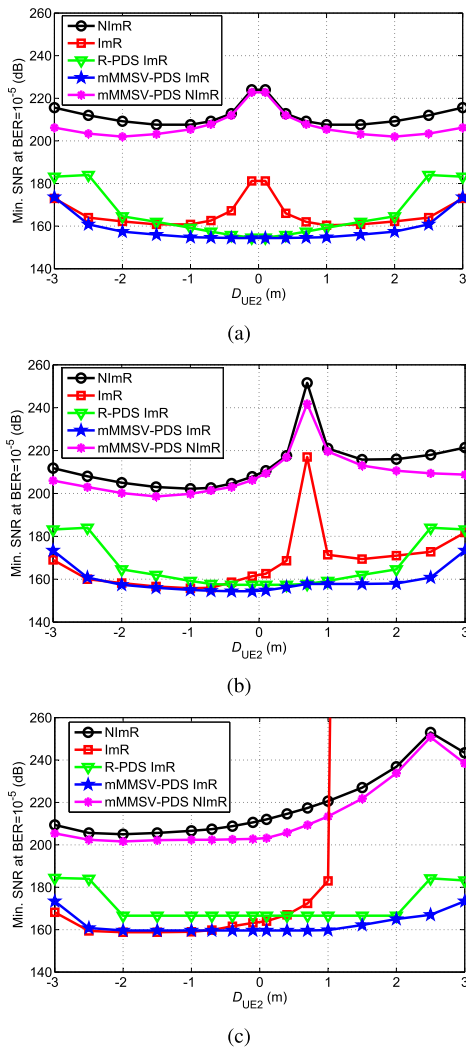 260
240
220
200
180
160
140
Min. SNR at BER=10⁻⁵ (dB)
NImR
ImR
R-PDS ImR
mMMSV-PDS ImR
mMMSV-PDS NImR
-3 -2 -1 0 1 2 3
D_UE2 (m)
(a)
260
240
220
200
180
160
140
Min. SNR at BER=10⁻⁵ (dB)
NImR
ImR
R-PDS ImR
mMMSV-PDS ImR
mMMSV-PDS NImR
-3 -2 -1 0 1 2 3
D_UE2 (m)
(b)
260
240
220
200
180
160
140
Min. SNR at BER=10⁻⁵ (dB)
NImR
ImR
R-PDS ImR
mMMSV-PDS ImR
mMMSV-PDS NImR
-3 -2 -1 0 1 2 3
D_UE2 (m)
(c)